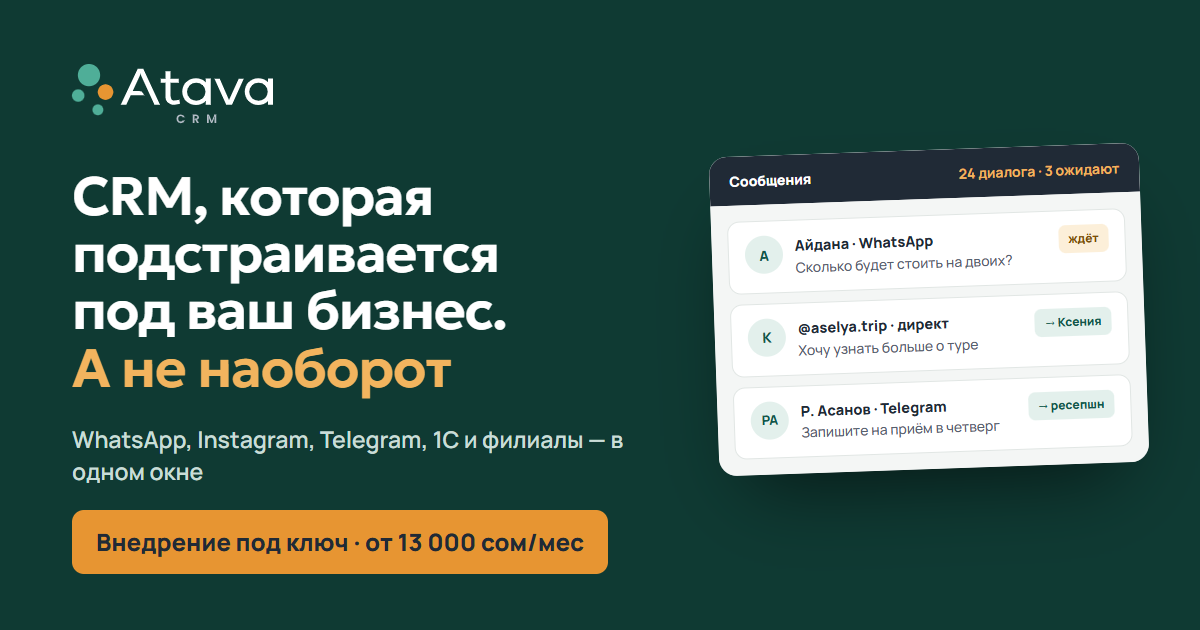 Atava
CRM
CRM, которая
подстраивается
под ваш бизнес.
А не наоборот
WhatsApp, Instagram, Telegram, 1С и филиалы — в
одном окне
Внедрение под ключ · от 13 000 сом/мес
Сообщения
24 диалога · 3 ожидают
А
Айдана · WhatsApp
Сколько будет стоить на двоих?
ждёт
К
@aselya.trip · директ
Хочу узнать больше о туре
→ Ксения
РА
Р. Асанов · Telegram
Запишите на приём в четверг
→ ресепшн